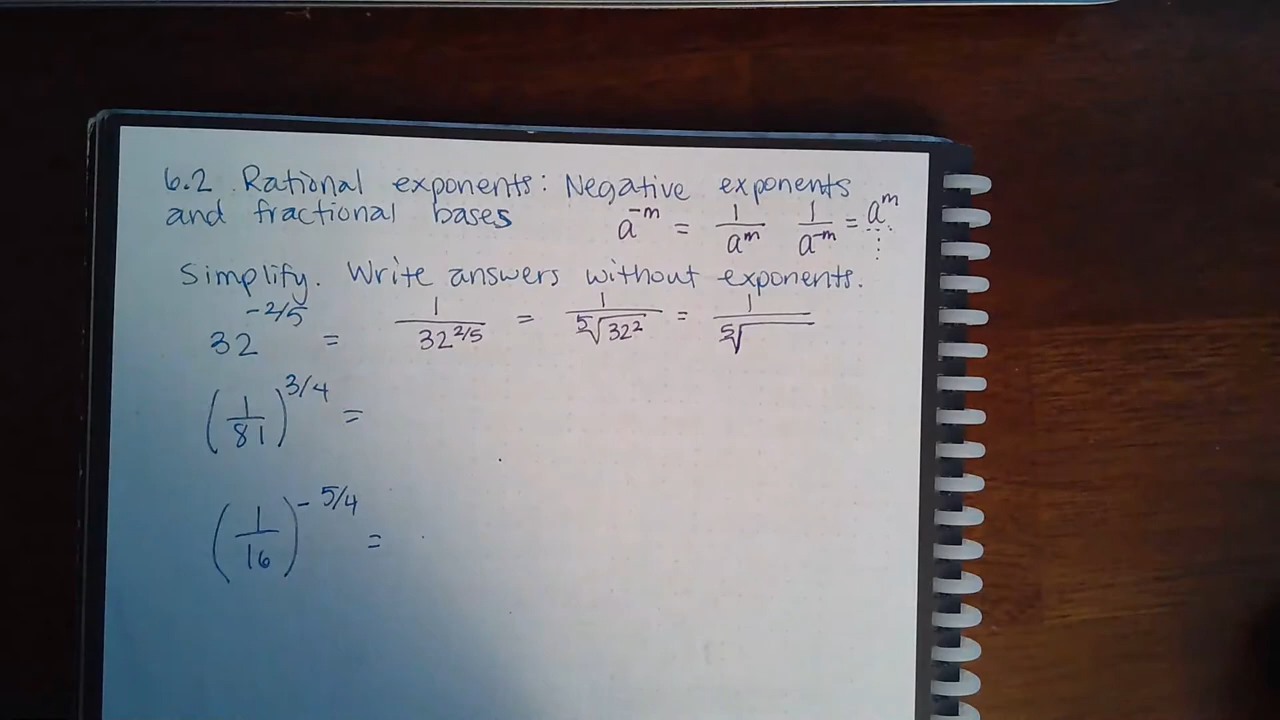 6.2 Rational exponents: Negative exponents
and fractional bases a^-m = 1/a^m 1/a^-m = a^m
Simplify. Write answers without exponents.
32^-2/5 = 1/32^2/5 = 1/⁵√32² = 1/⁵√
(1/81)^3/4 =
(1/16)^-5/4 =